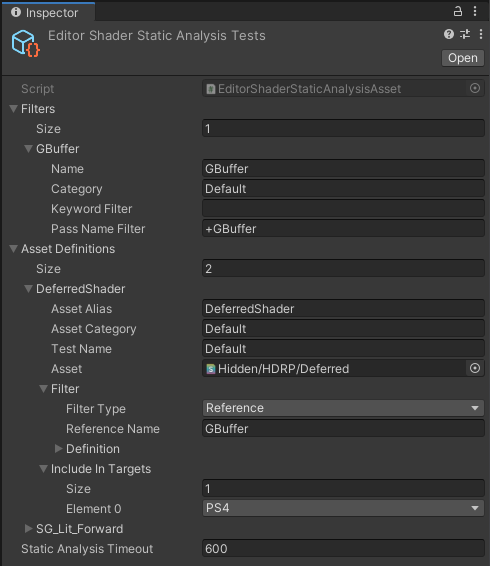 Inspector
Editor Shader Static Analysis Tests
Open
Script EditorShaderStaticAnalysisAsset
Filters
Size 1
GBuffer
Name GBuffer
Category Default
Keyword Filter
Pass Name Filter +GBuffer
Asset Definitions
Size 2
DeferredShader
Asset Alias DeferredShader
Asset Category Default
Test Name Default
Asset Hidden/HDRP/Deferred
Filter
Filter Type Reference
Reference Name GBuffer
Definition
Include In Targets
Size 1
Element 0 PS4
SG_Lit_Forward
Static Analysis Timeout 600